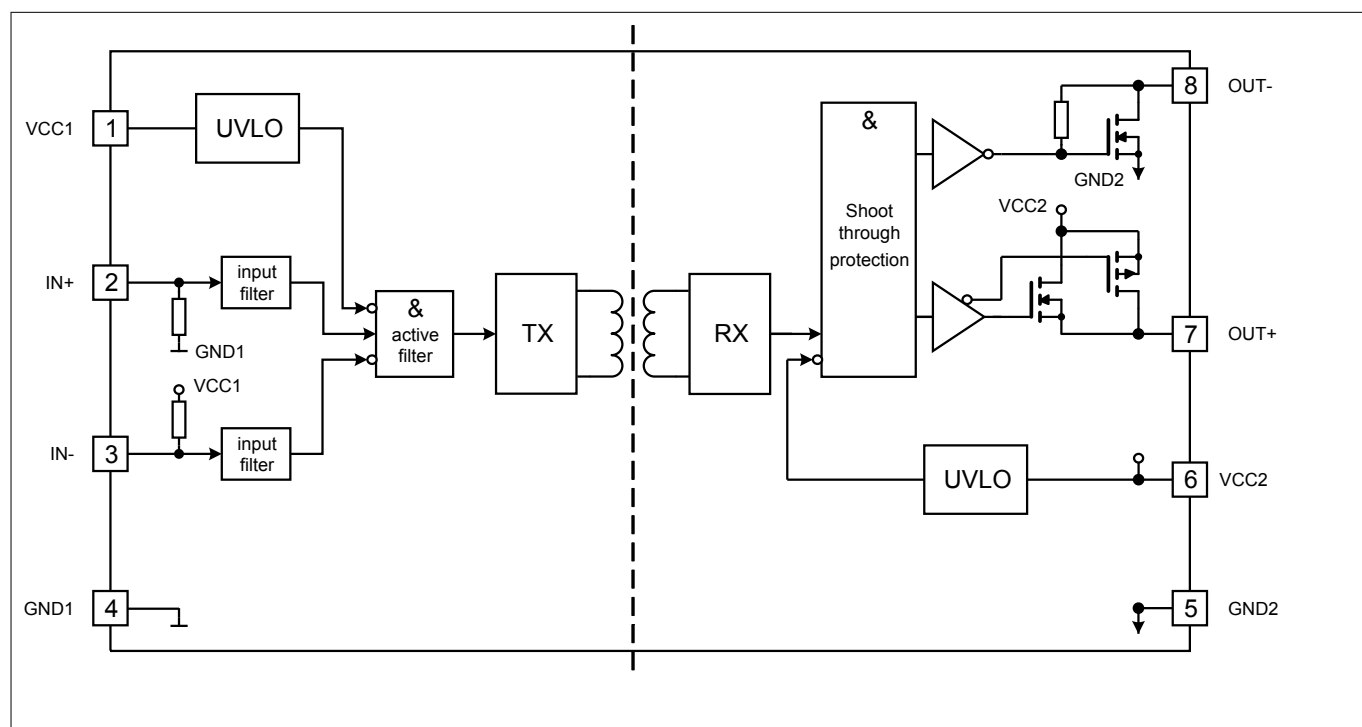 VCC1
1
UVLO
IN+
2
input
filter
GND1
VCC1
IN-
3
input
filter
GND1
4
&
active
filter
TX
RX
&
Shoot
through
protection
GND2
VCC2
UVLO
8
OUT-
7
OUT+
6
VCC2
5
GND2